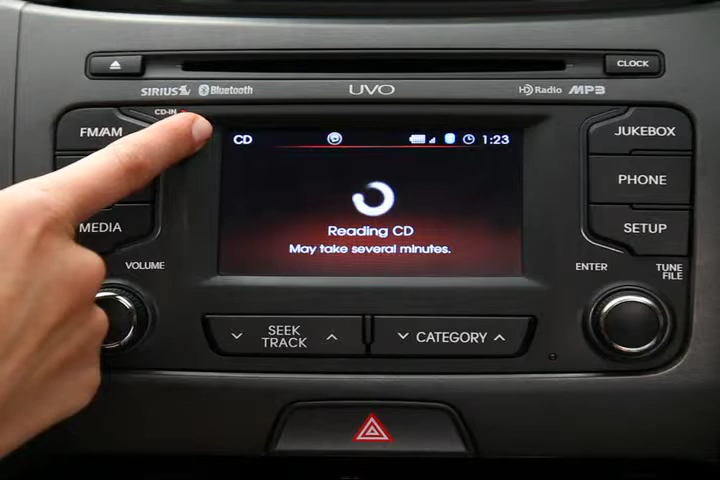 CLOCK
SIRIUS
Bluetooth
UVO
HD Radio
MP3
CD-IN
FM/AM
CD
1:23
JUKEBOX
PHONE
MEDIA
Reading CD
May take several minutes.
SETUP
VOLUME
ENTER
TUNE
FILE
SEEK
TRACK
CATEGORY